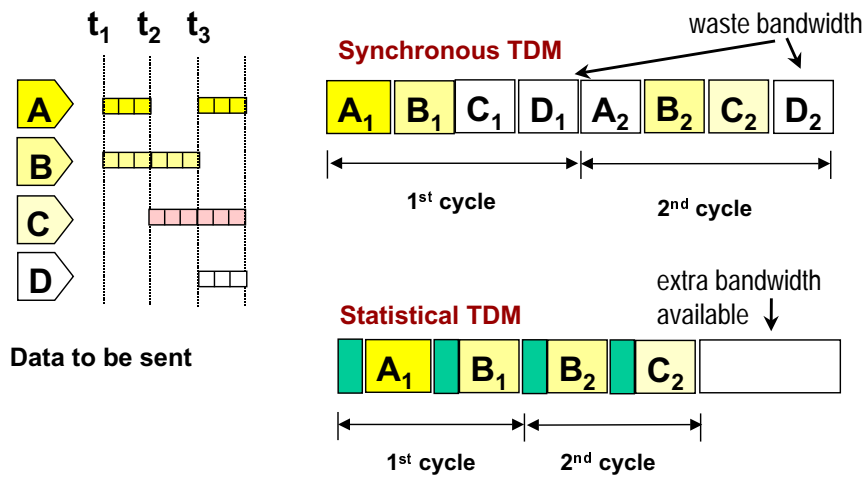 t1 t2 t3
A
B
C
D
Data to be sent
waste bandwidth
Synchronous TDM
A1 B1 C1 D1 A2 B2 C2 D2
1st cycle
2nd cycle
extra bandwidth
available
Statistical TDM
A1 B1 B2 C2
1st cycle
2nd cycle